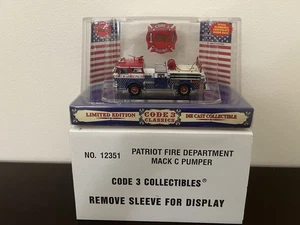 LIMITED EDITION
CODE 3
CLASSICS
DIE CAST COLLECTIBLE
NO. 12351
PATRIOT FIRE DEPARTMENT
MACK C PUMPER
CODE 3 COLLECTIBLES®
REMOVE SLEEVE FOR DISPLAY